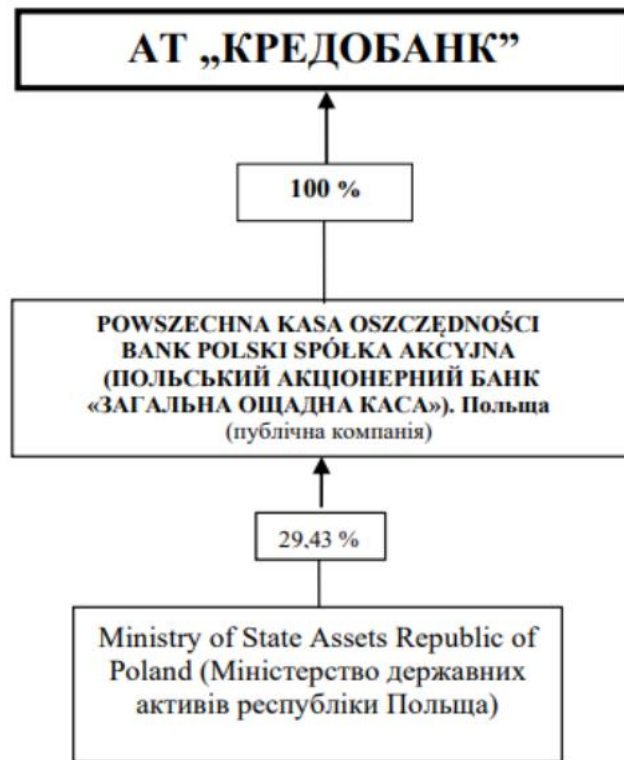 АТ „КРЕДОБАНК”
100 %
POWSZECHNA KASA OSZCZĘDNOŚCI
BANK POLSKI SPÓŁKA AKCYJNA
(ПОЛЬСЬКИЙ АКЦІОНЕРНИЙ БАНК
«ЗАГАЛЬНА ОЩАДНА КАСА»). Польща
(публічна компанія)
29,43 %
Ministry of State Assets Republic of
Poland (Міністерство державних
активів республіки Польща)